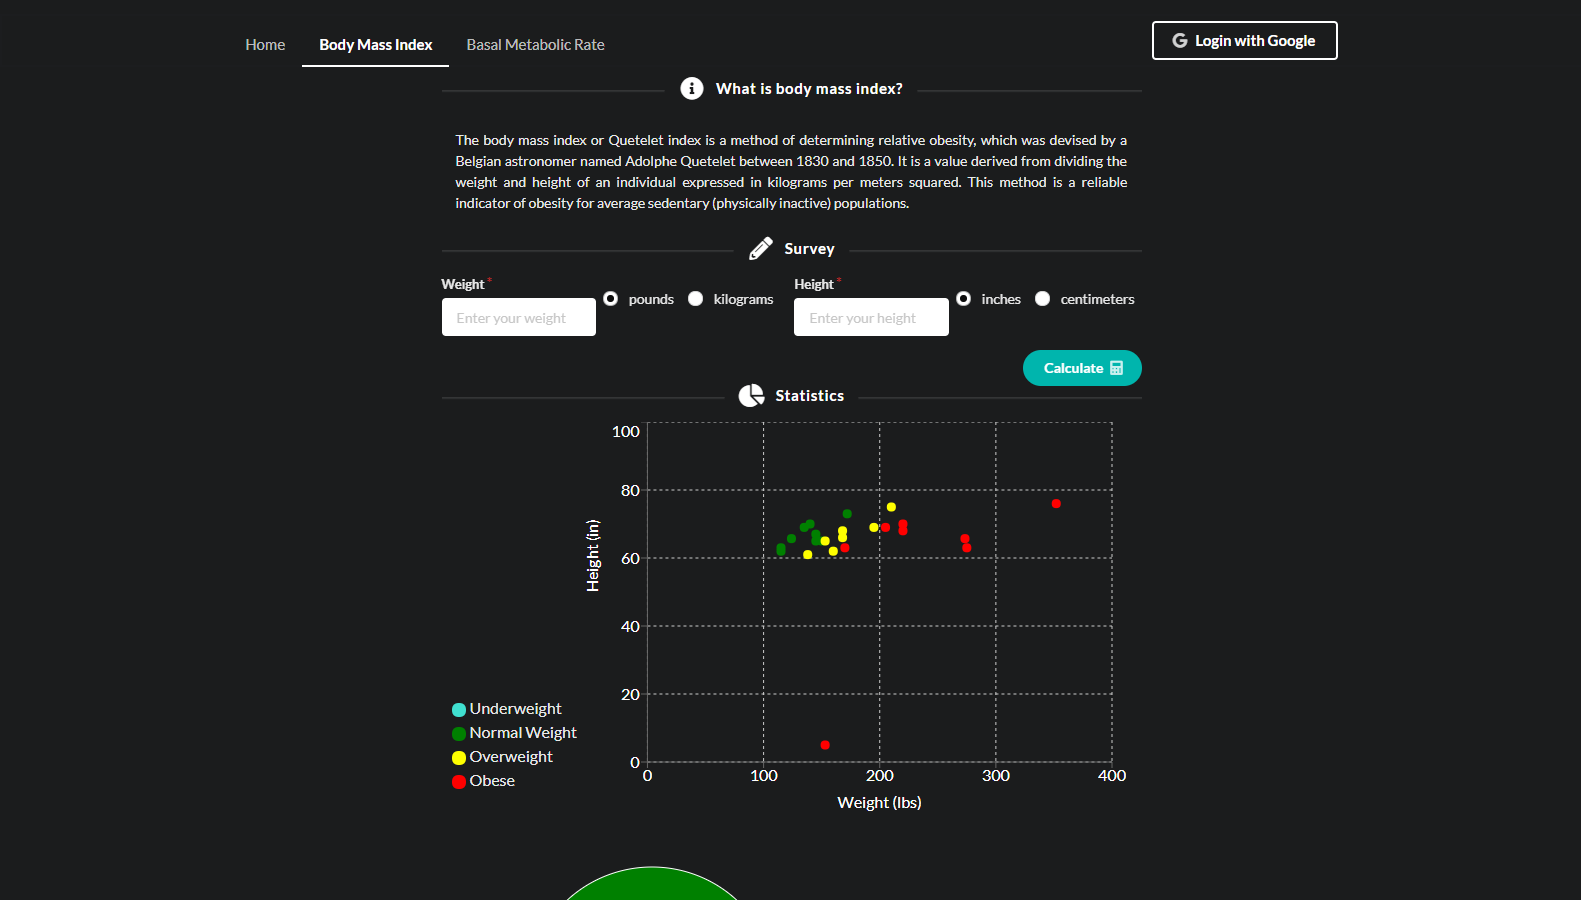 Home
Body Mass Index
Basal Metabolic Rate
Login with Google
What is body mass index?
The body mass index or Quetelet index is a method of determining relative obesity, which was devised by a
Belgian astronomer named Adolphe Quetelet between 1830 and 1850. It is a value derived from dividing the
weight and height of an individual expressed in kilograms per meters squared. This method is a reliable
indicator of obesity for average sedentary (physically inactive) populations.
Survey
Weight *
Enter your weight
pounds
kilograms
Height *
Enter your height
inches
centimeters
Calculate
Statistics
100
80
60
40
20
0
Height (in)
0
100
200
300
400
Weight (lbs)
Underweight
Normal Weight
Overweight
Obese